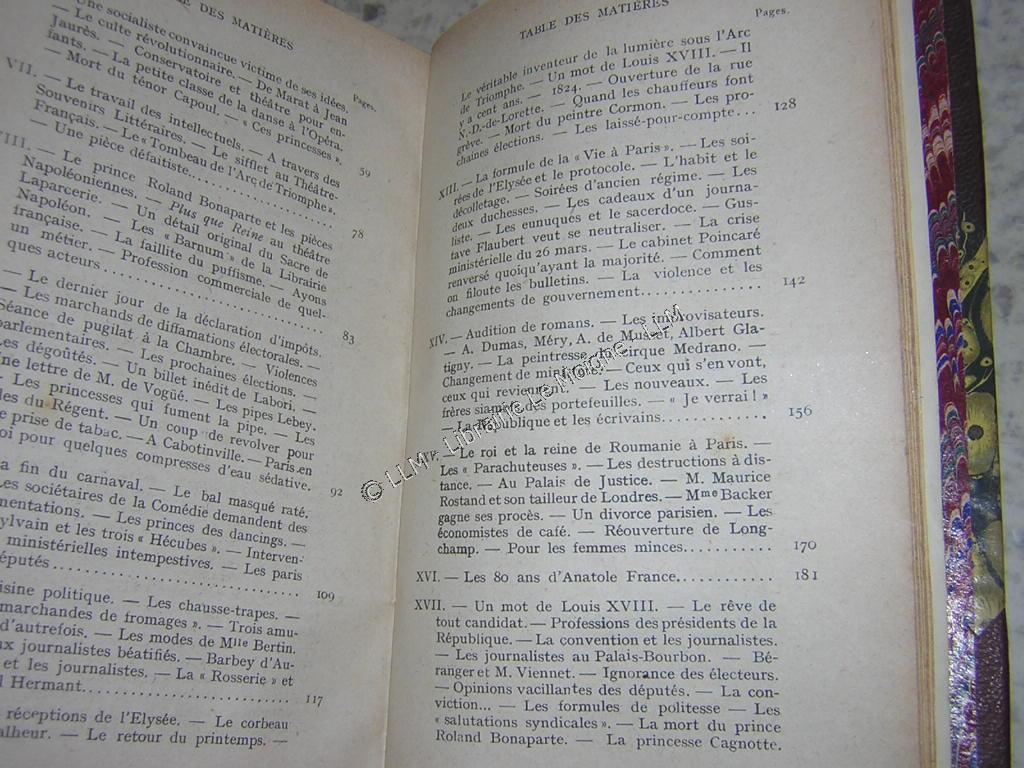 DES MATIÈRES
Pages.
Une socialiste convaincue victime de ses idées.
— Le culte révolutionnaire. — De Marat à Jean
Jaurès. — Conservatoire et théâtre pour en-
fants. — La petite classe de la danse à l'Opéra.
— Mort du ténor Capoul. — « Ces princesses ».
59
VII. — Le travail des intellectuels. — A travers des
Souvenirs Littéraires. — Le sifflet au Théâtre-
Français. — Le « Tombeau de l'Arc de Triomphe ».
— Une pièce défaitiste..................
78
— Le prince Roland Bonaparte et les pièces
Napoléoniennes. — Plus que Reine au théâtre
Laparcerie. — Un détail original du Sacre de
Napoléon. — Les « Barnum » de la Librairie
française. — La faillite du puffisme. — Ayons
un métier. — Profession commerciale de quel-
ques acteurs..................
83
— Le dernier jour de la déclaration d'impôts.
— Les marchands de diffamations électorales. —
Séance de pugilat à la Chambre. — Violences
parlementaires. — Les prochaines élections. —
Les dégoûtés. — Un billet inédit de Labori. —
Une lettre de M. de Vogüé. — Les pipes Lebey.
— Les princesses qui fument la pipe. — Les
du Régent. — Un coup de revolver pour
prise de tabac. — A Cabotinville. — Paris en
pour quelques compresses d'eau sédative.
92
La fin du carnaval. — Le bal masqué raté.
Les sociétaires de la Comédie demandent des
— Les princes des dancings. —
Sylvain et les trois « Hécubes ». — Interven-
ministérielles intempestives. — Les paris
députés..................
109
politique. — Les chausse-trapes. —
marchandes de fromages ». — Trois amu-
d'autrefois. — Les modes de Mlle Bertin.
journalistes béatifiés. — Barbey d'Au-
et les journalistes. — La « Rosserie » et
Hermant..................
117
réceptions de l'Elysée. — Le corbeau
— Le retour du printemps. —
TABLE DES MATIÈRES
Pages.
Le véritable inventeur de la lumière sous l'Arc
de Triomphe. — Un mot de Louis XVIII. — Il
y a cent ans. — 1824. — Ouverture de la rue
N.-D.-de-Lorette. — Quand les chauffeurs font
grève. — Mort du peintre Cormon. — Les pro-
chaines élections. — Les laissé-pour-compte...
128
XIII. — La formule de la « Vie à Paris ». — Les soi-
rées de l'Elysée et le protocole. — L'habit et le
décolletage. — Soirées d'ancien régime. — Les
deux duchesses. — Les cadeaux d'un journa-
liste. — Les eunuques et le sacerdoce. — Gus-
tave Flaubert veut se neutraliser. — La crise
ministérielle du 26 mars. — Le cabinet Poincaré
renversé quoiqu'ayant la majorité. — Comment
on filoute les bulletins. — La violence et les
changements de gouvernement..................
142
XIV. — Audition de romans. — Les improvisateurs.
— A. Dumas, Méry, A. de Musset, Albert Gla-
tigny. — La peintresse du cirque Medrano. —
Changement de ministère. — Ceux qui s'en vont,
ceux qui reviennent. — Les nouveaux. — Les
frères siamois des portefeuilles. — « Je verrai ! »
— La République et les écrivains..................
156
XV. — Le roi et la reine de Roumanie à Paris. —
Les « Parachuteuses ». — Les destructions à dis-
tance. — Au Palais de Justice. — M. Maurice
Rostand et son tailleur de Londres. — Mme Backer
gagne ses procès. — Un divorce parisien. — Les
économistes de café. — Réouverture de Long-
champ. — Pour les femmes minces..................
170
XVI. — Les 80 ans d'Anatole France..................
181
XVII. — Un mot de Louis XVIII. — Le rêve de
tout candidat. — Professions des présidents de la
République. — La convention et les journalistes.
— Les journalistes au Palais-Bourbon. — Bé-
ranger et M. Viennet. — Ignorance des électeurs.
— Opinions vacillantes des députés. — La con-
viction... — Les formules de politesse — Les
« salutations syndicales ». — La mort du prince
Roland Bonaparte. — La princesse Cagnotte.
© LLM - Librairie Le Moigne, LLM